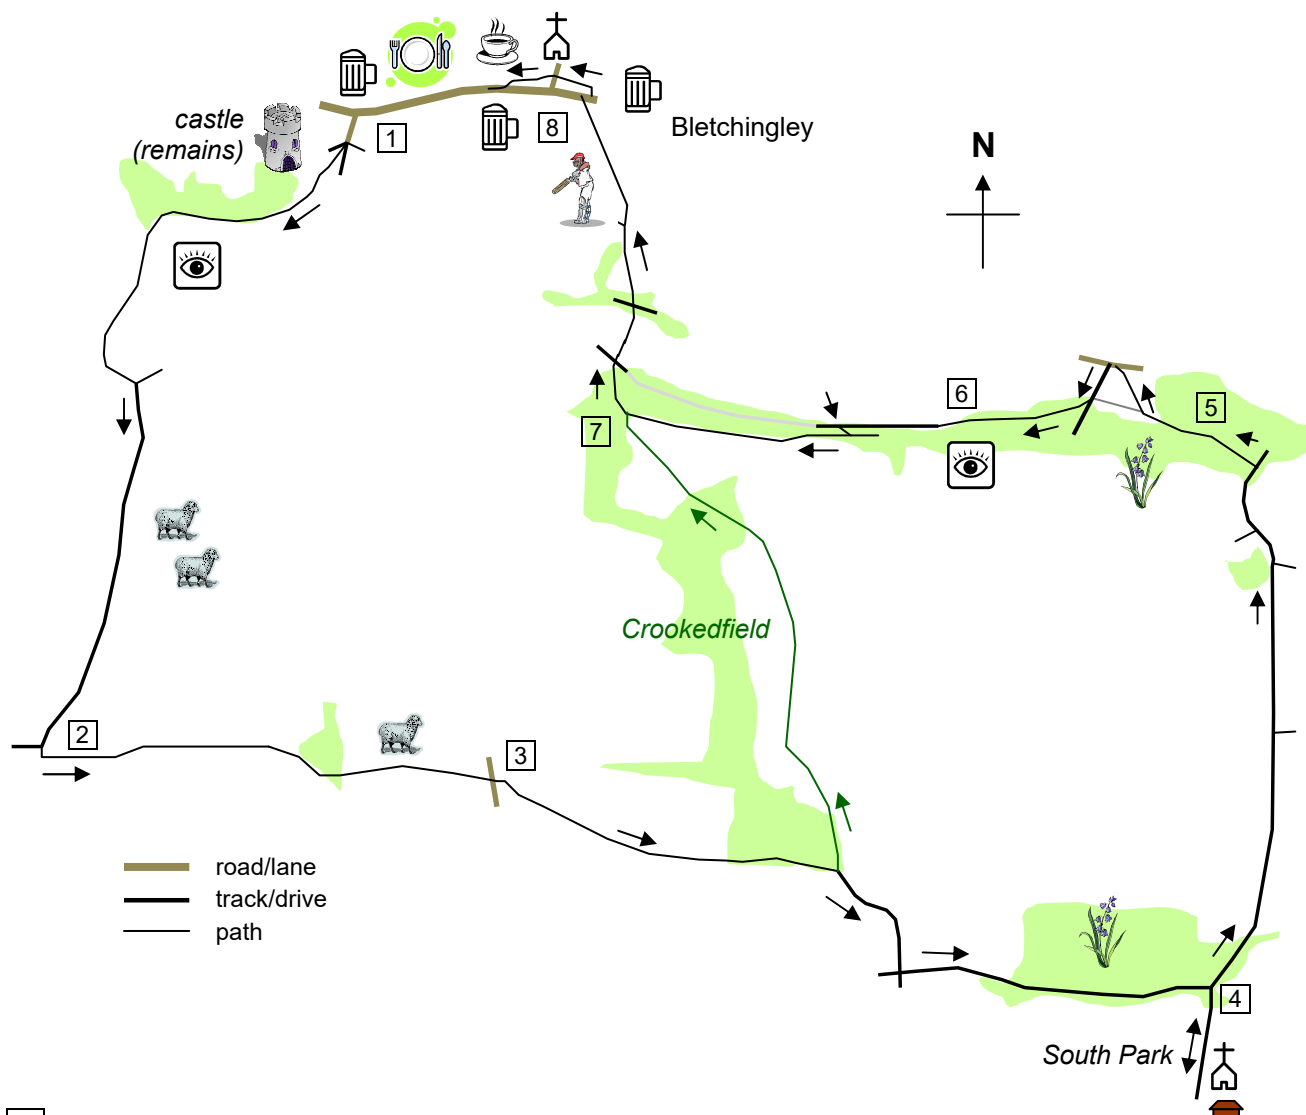 castle
(remains)
1
8
Bletchingley
N
6
5
7
Crookedfield
2
3
road/lane
track/drive
path
4
South Park